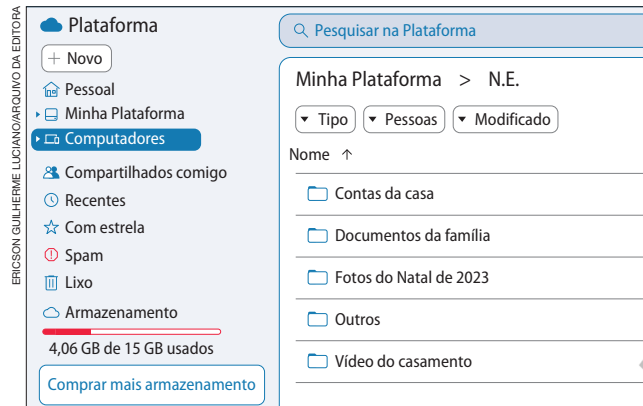 ERICSON GUILHERME LUCIANO/ARQUIVO DA EDITORA
Plataforma
+ Novo
Pessoal
Minha Plataforma
Computadores
Compartilhados comigo
Recentes
Com estrela
Spam
Lixo
Armazenamento
4,06 GB de 15 GB usados
Comprar mais armazenamento
Pesquisar na Plataforma
Minha Plataforma > N.E.
Tipo Pessoas Modificado
Nome ↑
Contas da casa
Documentos da família
Fotos do Natal de 2023
Outros
Vídeo do casamento